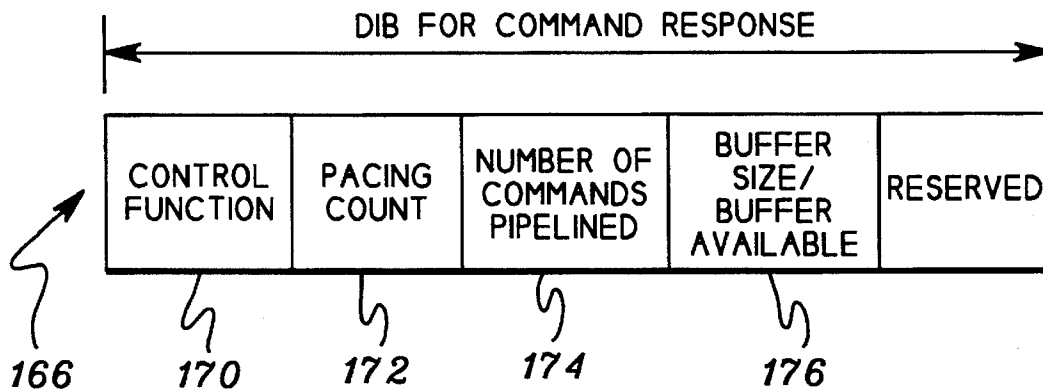 DIB FOR COMMAND RESPONSE
CONTROL
FUNCTION
PACING
COUNT
NUMBER OF
COMMANDS
PIPELINED
BUFFER
SIZE/
BUFFER
AVAILABLE
RESERVED
166
170
172
174
176